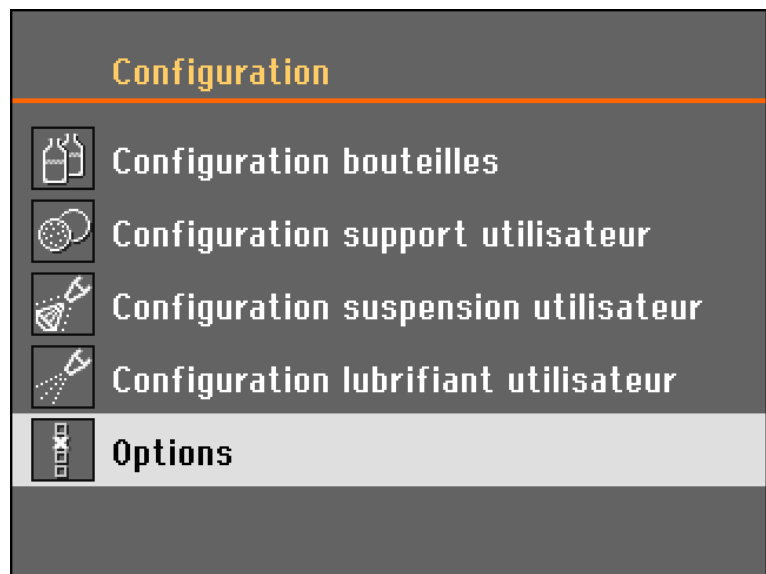 Configuration
Configuration bouteilles
Configuration support utilisateur
Configuration suspension utilisateur
Configuration lubrifiant utilisateur
Options